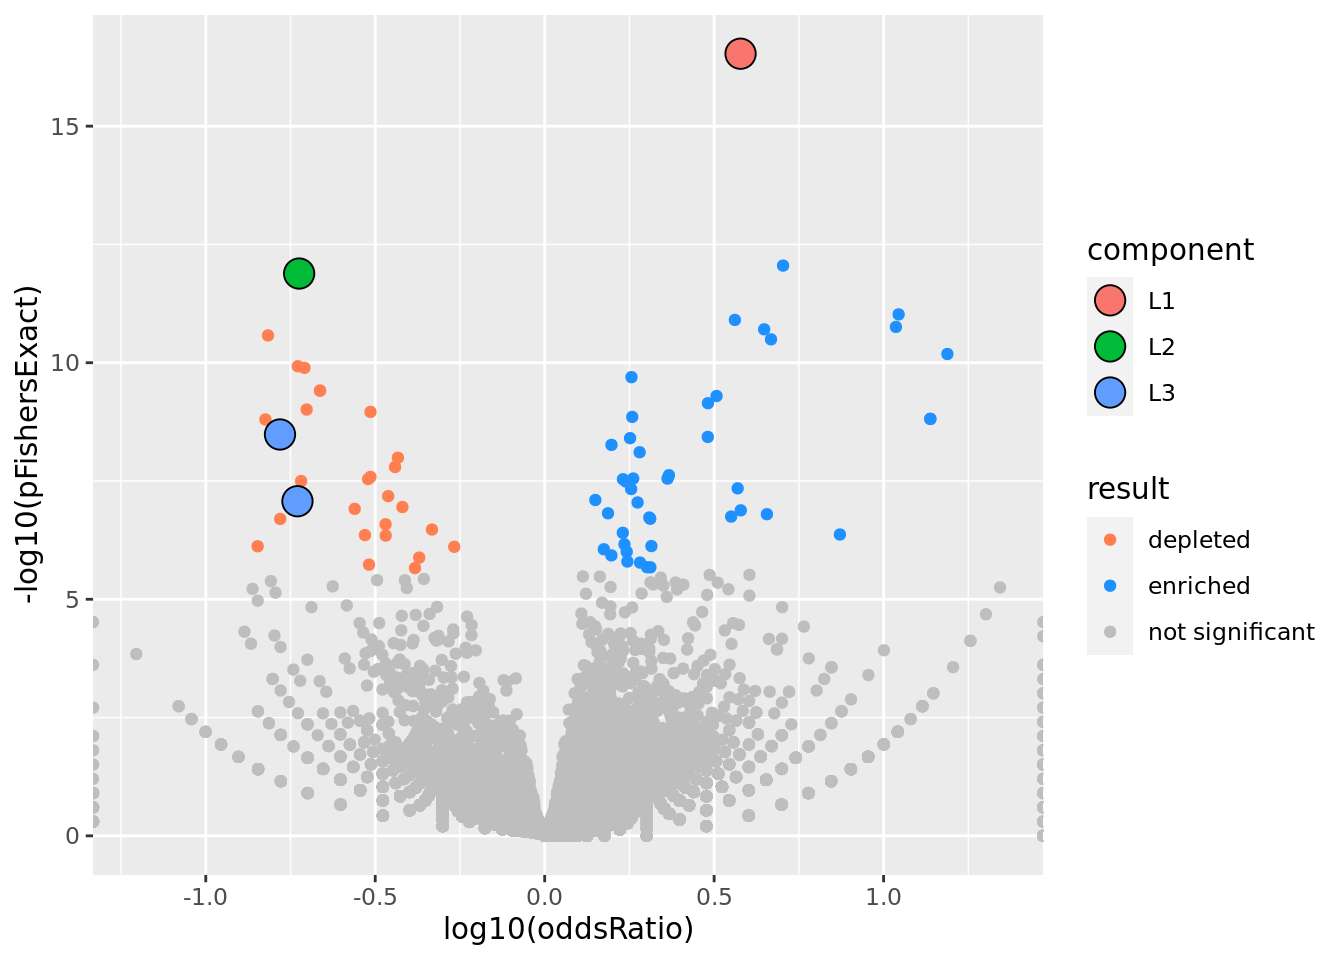 15
10
5
0
-log10(pFishersExact)
-1.0
-0.5
0.0
0.5
1.0
log10(oddsRatio)
component
L1
L2
L3
result
depleted
enriched
not significant